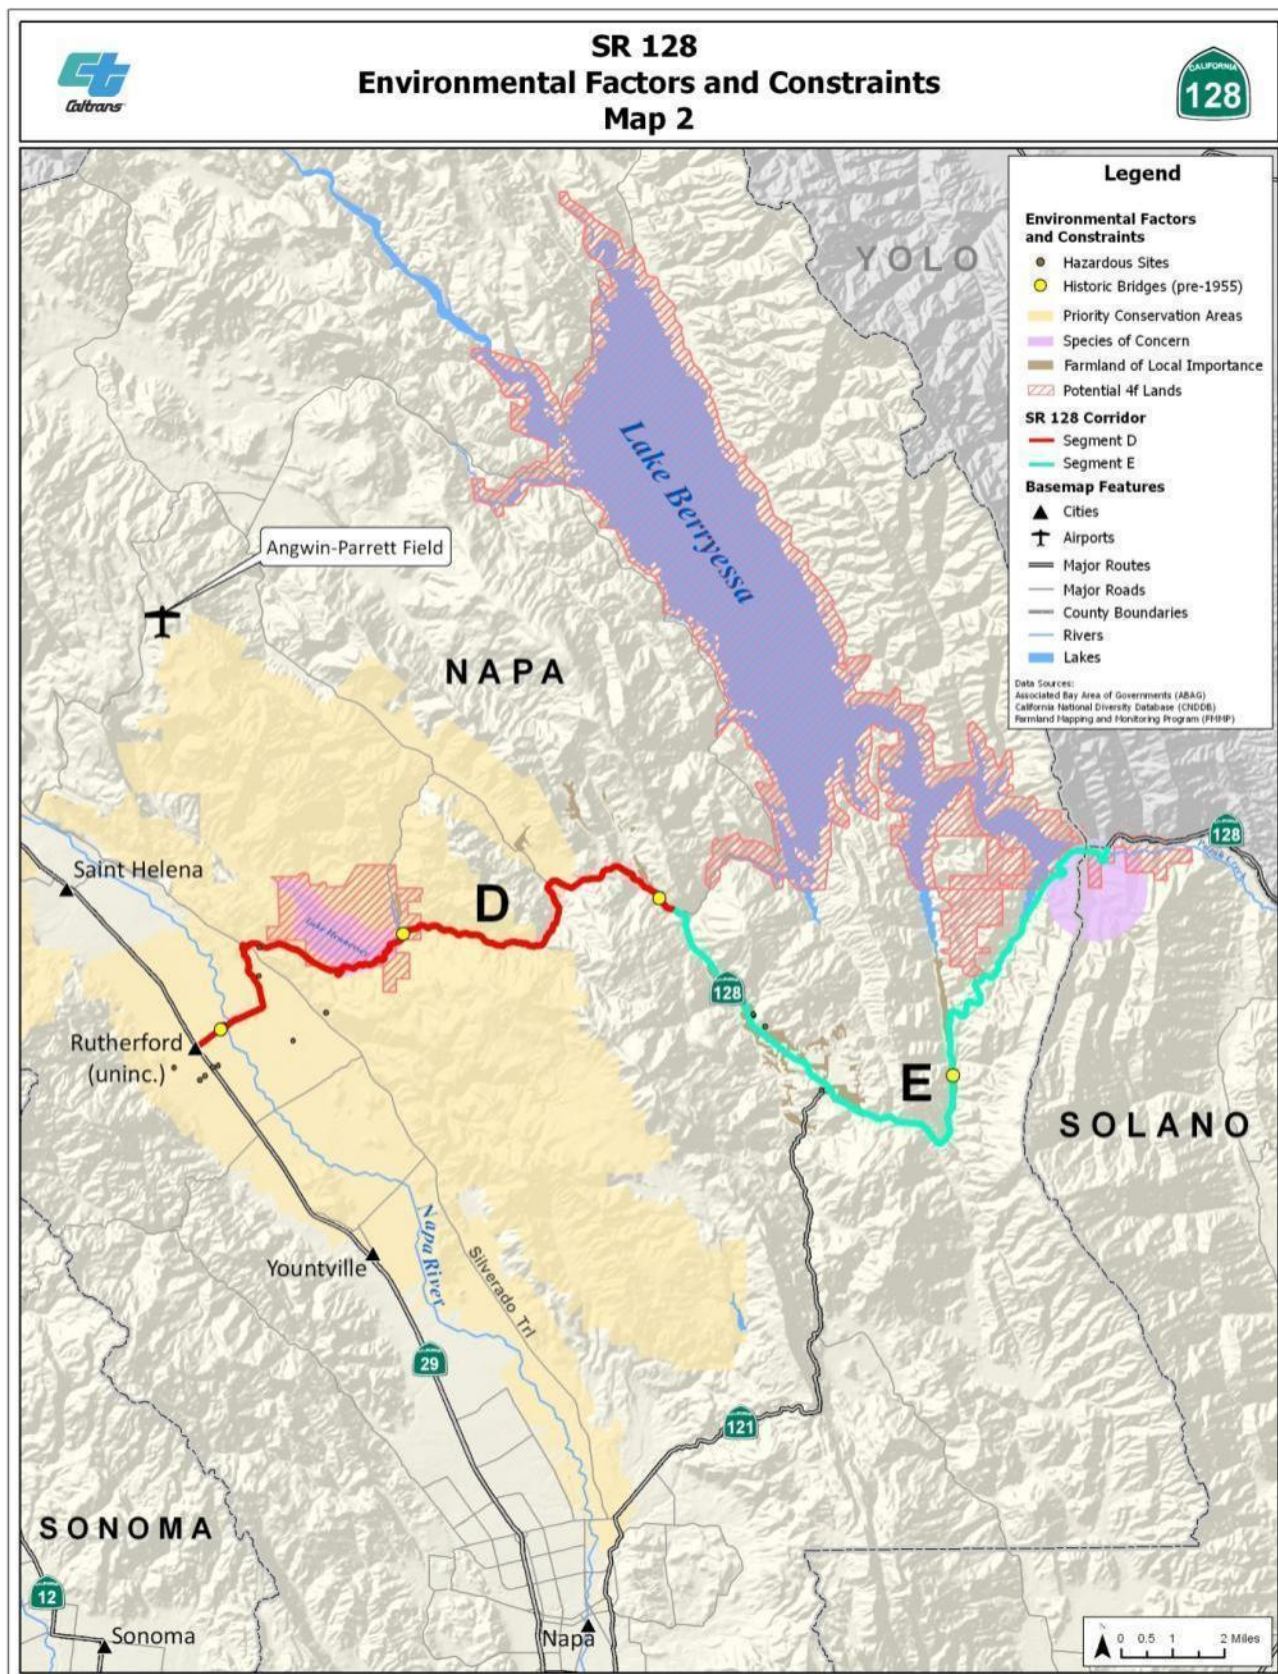 SR 128
Environmental Factors and Constraints
Map 2
Caltrans
CALIFORNIA
128
Legend
Environmental Factors
and Constraints
Hazardous Sites
Historic Bridges (pre-1955)
Priority Conservation Areas
Species of Concern
Farmland of Local Importance
Potential 4f Lands
SR 128 Corridor
Segment D
Segment E
Basemap Features
Cities
Airports
Major Routes
Major Roads
County Boundaries
Rivers
Lakes
Data Sources:
Associated Bay Area of Governments (ABAG)
California National Diversity Database (CNDDB)
Farmland Mapping and Monitoring Program (FMMP)
YOLO
Lake Berryessa
Angwin-Parrett Field
NAPA
128
Saint Helena
D
Lake Hennessey
128
Rutherford
(uninc.)
E
SOLANO
Napa River
Silverado Trl
Yountville
29
121
SONOMA
12
Sonoma
Napa
N
0 0.5 1 2 Miles